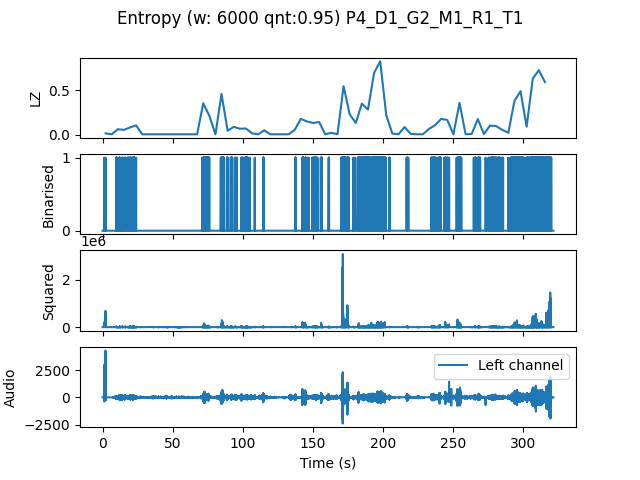 Entropy (w: 6000 qnt:0.95) P4_D1_G2_M1_R1_T1
LZ
0.5
0.0
Binarised
1
0
1e6
Squared
2
0
Audio
2500
0
−2500
Left channel
0 50 100 150 200 250 300
Time (s)